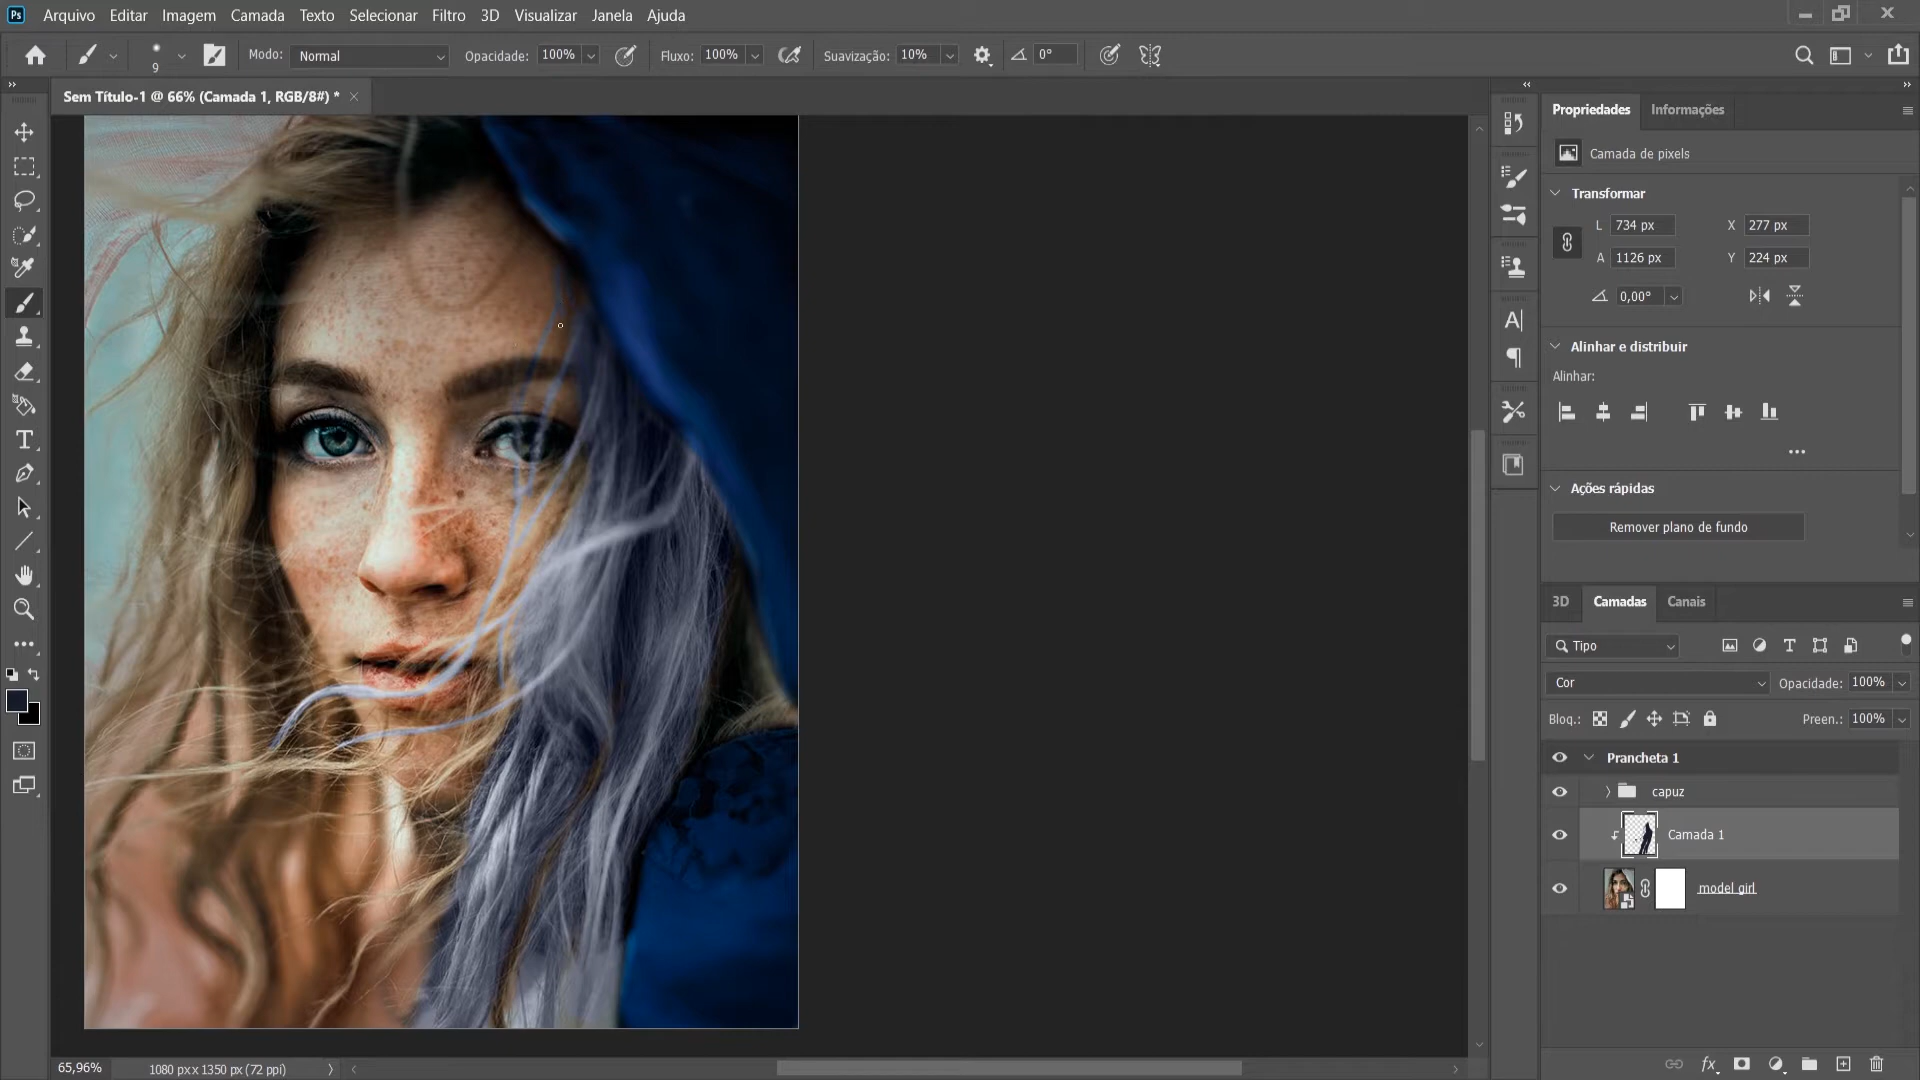 Ps Arquivo Editar Imagem Camada Texto Selecionar Filtro 3D Visualizar Janela Ajuda
9 Modo: Normal Opacidade: 100% Fluxo: 100% Suavização: 10% 0°
Sem Título-1 @ 66% (Camada 1, RGB/8#) *
Propriedades Informações
Camada de pixels
Transformar
L 734 px X 277 px
A 1126 px Y 224 px
0,00°
Alinhar e distribuir
Alinhar:
Ações rápidas
Remover plano de fundo
3D Camadas Canais
Tipo
Cor Opacidade: 100%
Bloq.: Preen.: 100%
Prancheta 1
capuz
Camada 1
model girl
65,96% 1080 px x 1350 px (72 ppi)